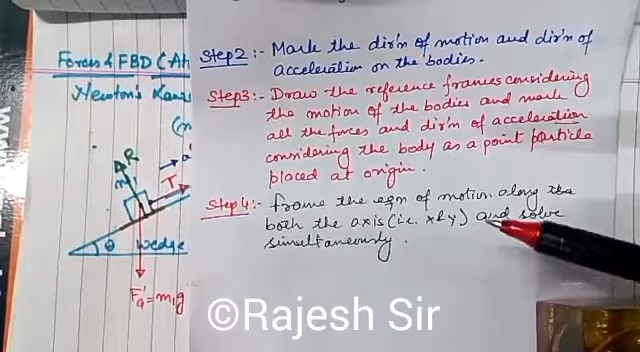 Forces & FBD (At
Newton's Laws
R
a
T
m
θ
wedge
F'G = m1g
Step2:- Mark the dir'n of motion and dir'n of
acceleration on the bodies.
Step3:- Draw the reference frames considering
the motion of the bodies and mark
all the forces and dir'n of acceleration
considering the body as a point particle
placed at origin.
Step4:- Frame the eqn of motion along the
both the axis (i.e. x & y) and solve
simultaneously.
©Rajesh Sir